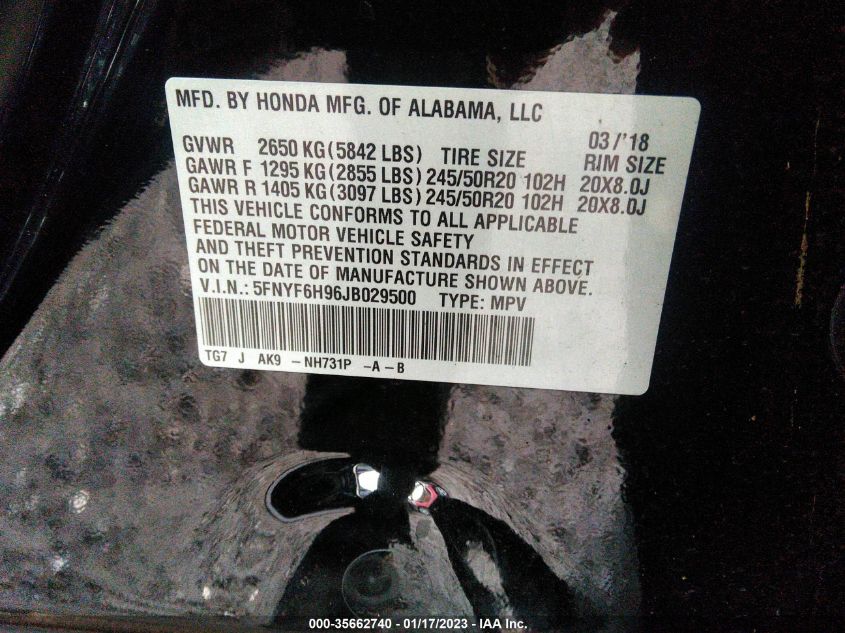 MFD. BY HONDA MFG. OF ALABAMA, LLC
03/'18
GVWR 2650 KG (5842 LBS) TIRE SIZE RIM SIZE
GAWR F 1295 KG (2855 LBS) 245/50R20 102H 20X8.0J
GAWR R 1405 KG (3097 LBS) 245/50R20 102H 20X8.0J
THIS VEHICLE CONFORMS TO ALL APPLICABLE
FEDERAL MOTOR VEHICLE SAFETY
AND THEFT PREVENTION STANDARDS IN EFFECT
ON THE DATE OF MANUFACTURE SHOWN ABOVE.
V.I.N.: 5FNYF6H96JB029500 TYPE: MPV
TG7 J AK9 -NH731P -A-B
000-35662740 - 01/17/2023 - IAA Inc.